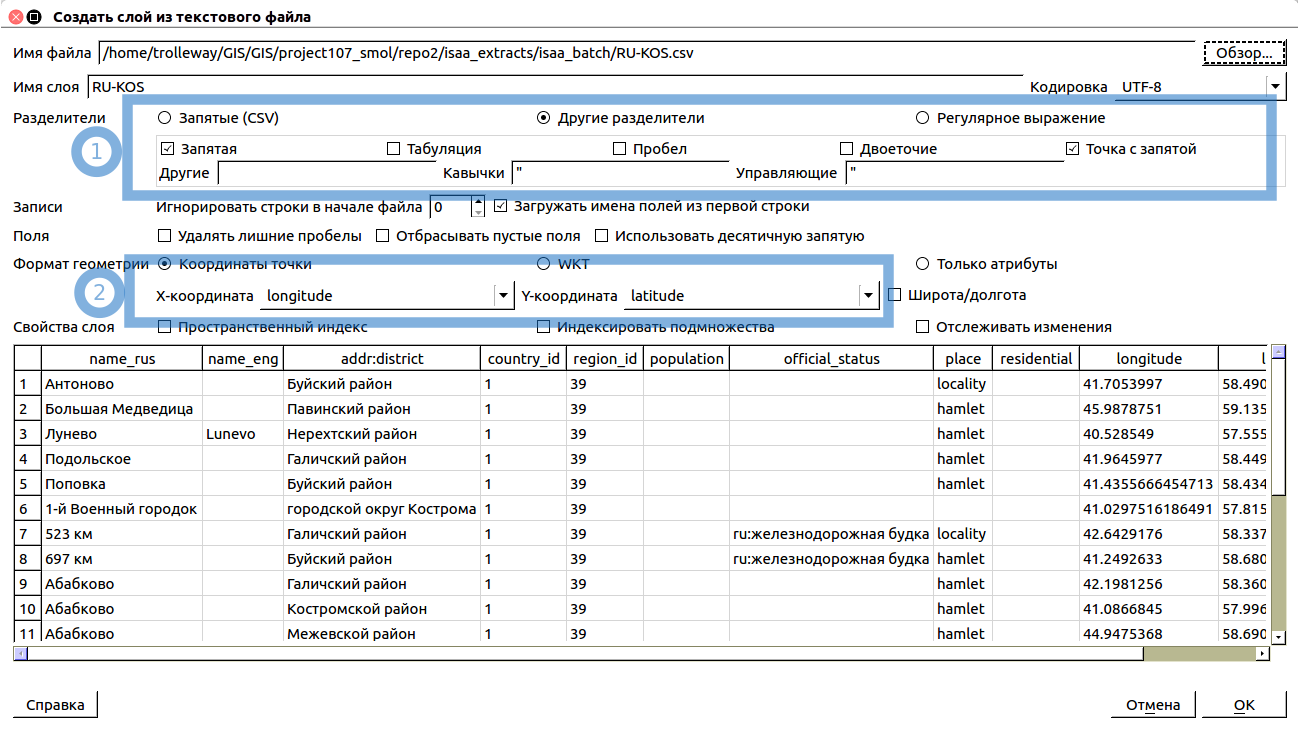 Создать слой из текстового файла
Имя файла /home/trolleway/GIS/GIS/project107_smol/repo2/isaa_extracts/isaa_batch/RU-KOS.csv Обзор...
Имя слоя RU-KOS Кодировка UTF-8
Разделители Запятые (CSV) Другие разделители Регулярное выражение
1
Запятая Табуляция Пробел Двоеточие Точка с запятой
Другие Кавычки " Управляющие "
Записи Игнорировать строки в начале файла 0 Загружать имена полей из первой строки
Поля Удалять лишние пробелы Отбрасывать пустые поля Использовать десятичную запятую
Формат геометрии Координаты точки WKT Только атрибуты
2
X-координата longitude Y-координата latitude Широта/долгота
Свойства слоя Пространственный индекс Индексировать подмножества Отслеживать изменения
name_rus name_eng addr:district country_id region_id population official_status place residential longitude l
1 Антоново Буйский район 1 39 locality 41.7053997 58.490
2 Большая Медведица Павинский район 1 39 hamlet 45.9878751 59.135
3 Лунево Lunevo Нерехтский район 1 39 hamlet 40.528549 57.555
4 Подольское Галичский район 1 39 hamlet 41.9645977 58.449
5 Поповка Буйский район 1 39 hamlet 41.4355666454713 58.434
6 1-й Военный городок городской округ Кострома 1 39 41.0297516186491 57.815
7 523 км Галичский район 1 39 ru:железнодорожная будка locality 42.6429176 58.337
8 697 км Буйский район 1 39 ru:железнодорожная будка hamlet 41.2492633 58.680
9 Абабково Галичский район 1 39 hamlet 42.1981256 58.360
10 Абабково Костромской район 1 39 hamlet 41.0866845 57.996
11 Абабково Межевской район 1 39 hamlet 44.9475368 58.690
Справка Отмена OK